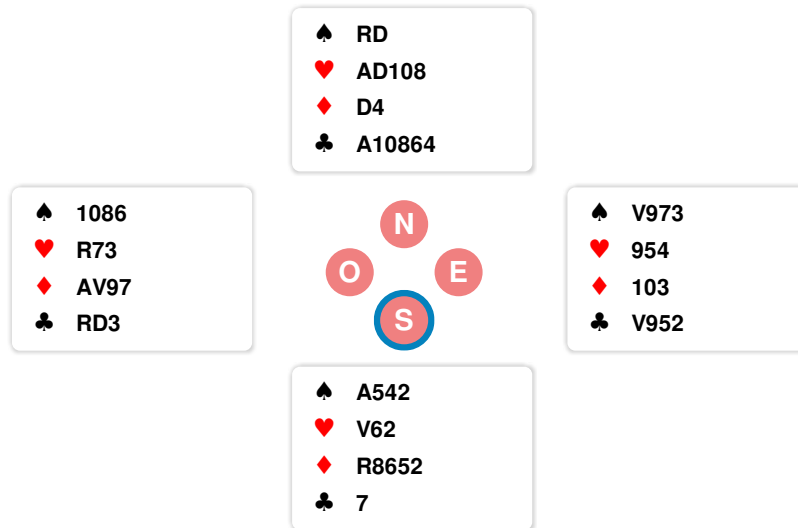 ♠ RD
♥ AD108
♦ D4
♣ A10864
♠ 1086
♥ R73
♦ AV97
♣ RD3
N
O E
S
♠ V973
♥ 954
♦ 103
♣ V952
♠ A542
♥ V62
♦ R8652
♣ 7